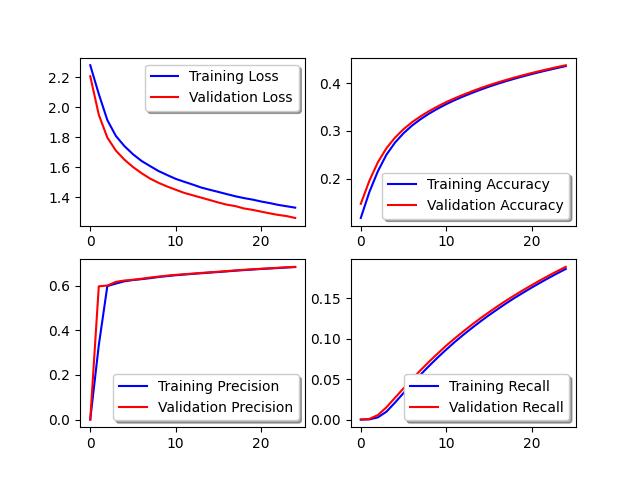 2.2
2.0
1.8
1.6
1.4
Training Loss
Validation Loss
0 10 20
0.4
0.3
0.2
Training Accuracy
Validation Accuracy
0 10 20
0.6
0.4
0.2
0.0
Training Precision
Validation Precision
0 10 20
0.15
0.10
0.05
0.00
Training Recall
Validation Recall
0 10 20